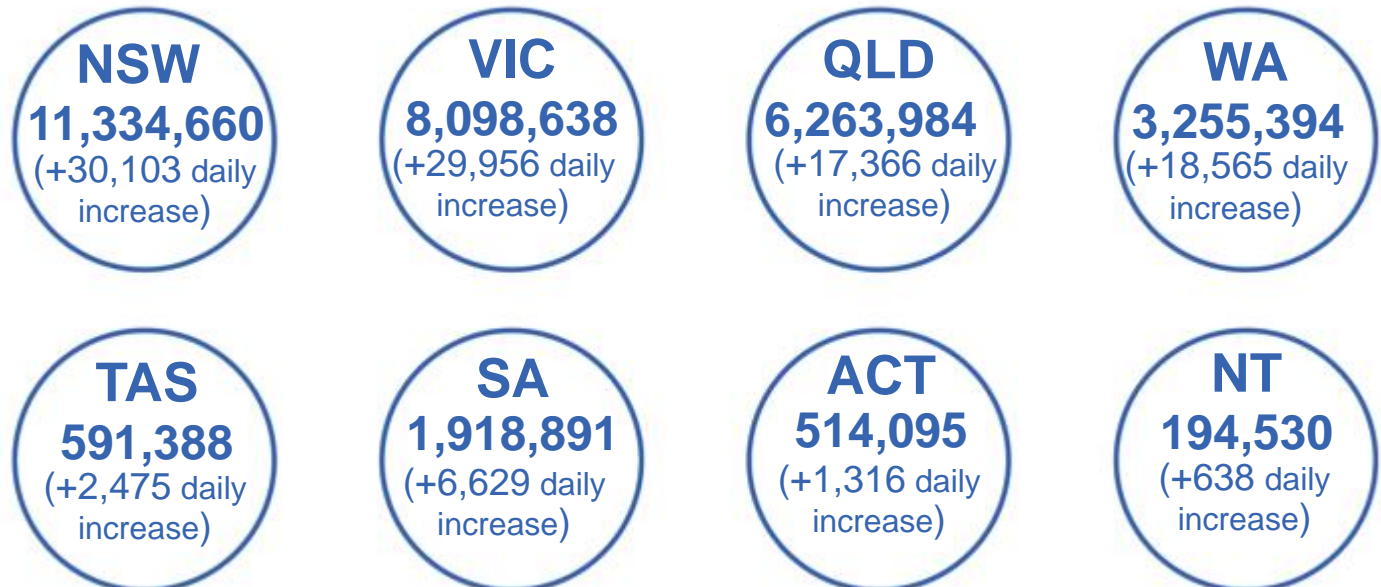 NSW
11,334,660
(+30,103 daily
increase)
VIC
8,098,638
(+29,956 daily
increase)
QLD
6,263,984
(+17,366 daily
increase)
WA
3,255,394
(+18,565 daily
increase)
TAS
591,388
(+2,475 daily
increase)
SA
1,918,891
(+6,629 daily
increase)
ACT
514,095
(+1,316 daily
increase)
NT
194,530
(+638 daily
increase)